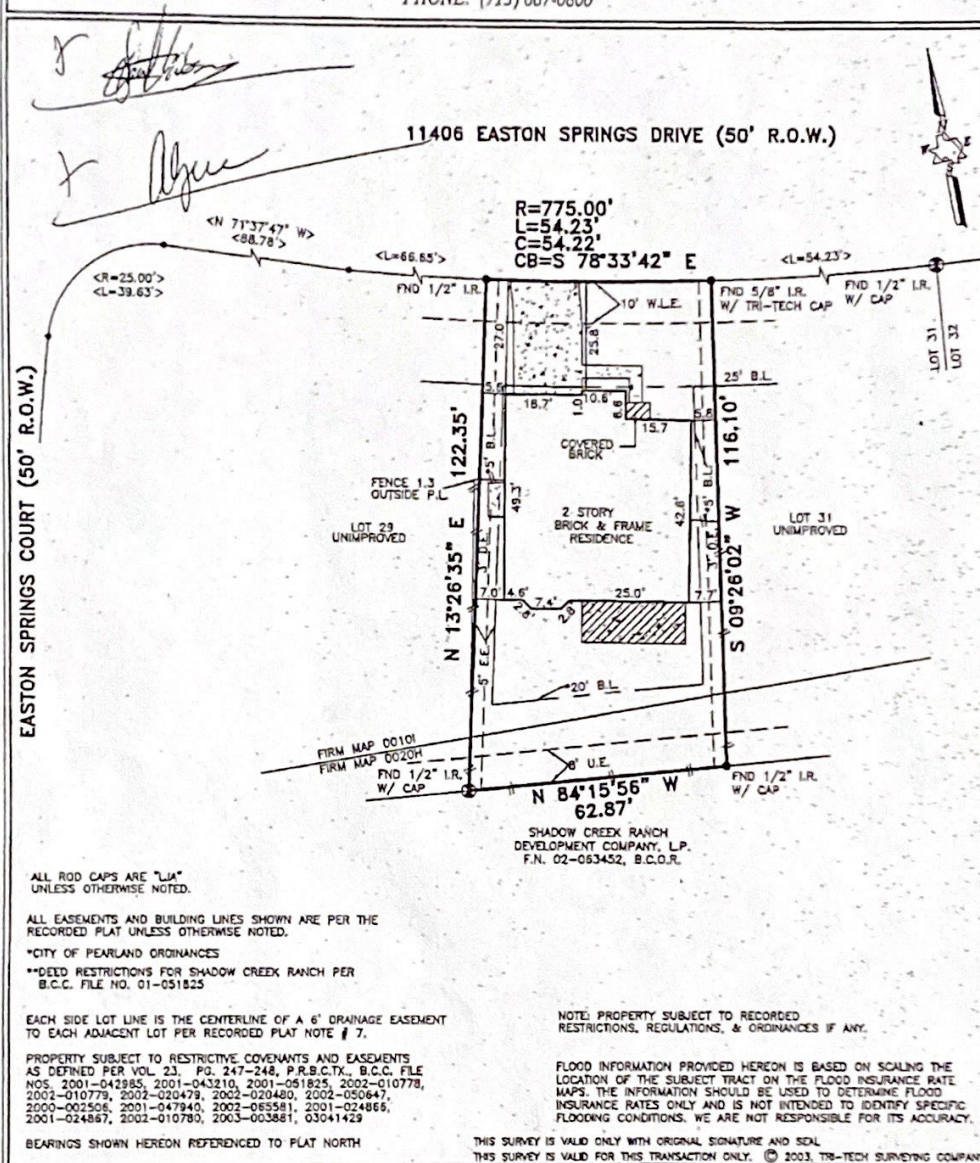 PHONE: (713) 667-0800
11406 EASTON SPRINGS DRIVE (50' R.O.W.)
R=775.00'
L=54.23'
C=54.22'
CB=S 78°33'42" E
<N 71°37'47" W>
<88.78'>
<L=66.65'>
<L=54.23'>
<R=25.00'>
<L=39.63'>
FND 1/2" I.R.
FND 5/8" I.R.
W/ TRI-TECH CAP
FND 1/2" I.R.
W/ CAP
10' W.L.E.
LOT 31
LOT 32
27.0'
25.8'
25' B.L.
5.6
18.7'
1.0
10.6'
6.6
15.7
5.8
EASTON SPRINGS COURT (50' R.O.W.)
N 13°26'35" E 122.35'
S 09°26'02" W 116.10'
COVERED
BRICK
*5' B.L.
*5' B.L.
FENCE 1.3
OUTSIDE P.L.
49.3'
42.8'
LOT 29
UNIMPROVED
2 STORY
BRICK & FRAME
RESIDENCE
LOT 31
UNIMPROVED
3' D.E.
3' D.E.
7.0'
4.6'
2.8'
7.4'
2.8'
25.0'
7.7'
5' E.E.
20' B.L.
FIRM MAP 0010I
FIRM MAP 0020H
FND 1/2" I.R.
W/ CAP
8' U.E.
FND 1/2" I.R.
W/ CAP
N 84°15'56" W
62.87'
SHADOW CREEK RANCH
DEVELOPMENT COMPANY, L.P.
F.N. 02-063452, B.C.O.R.
ALL ROD CAPS ARE "LJA"
UNLESS OTHERWISE NOTED.
ALL EASEMENTS AND BUILDING LINES SHOWN ARE PER THE
RECORDED PLAT UNLESS OTHERWISE NOTED.
*CITY OF PEARLAND ORDINANCES
**DEED RESTRICTIONS FOR SHADOW CREEK RANCH PER
B.C.C. FILE NO. 01-051825
EACH SIDE LOT LINE IS THE CENTERLINE OF A 6' DRAINAGE EASEMENT
TO EACH ADJACENT LOT PER RECORDED PLAT NOTE # 7.
PROPERTY SUBJECT TO RESTRICTIVE COVENANTS AND EASEMENTS
AS DEFINED PER VOL. 23, PG. 247-248, P.R.B.C.TX., B.C.C. FILE
NOS. 2001-042985, 2001-043210, 2001-051825, 2002-010778,
2002-010779, 2002-020479, 2002-020480, 2002-050647,
2000-002506, 2001-047940, 2002-065581, 2001-024866,
2001-024867, 2002-010780, 2003-003881, 03041429
BEARINGS SHOWN HEREON REFERENCED TO PLAT NORTH
NOTE: PROPERTY SUBJECT TO RECORDED
RESTRICTIONS, REGULATIONS, & ORDINANCES IF ANY.
FLOOD INFORMATION PROVIDED HEREON IS BASED ON SCALING THE
LOCATION OF THE SUBJECT TRACT ON THE FLOOD INSURANCE RATE
MAPS. THE INFORMATION SHOULD BE USED TO DETERMINE FLOOD
INSURANCE RATES ONLY AND IS NOT INTENDED TO IDENTIFY SPECIFIC
FLOODING CONDITIONS. WE ARE NOT RESPONSIBLE FOR ITS ACCURACY.
THIS SURVEY IS VALID ONLY WITH ORIGINAL SIGNATURE AND SEAL
THIS SURVEY IS VALID FOR THIS TRANSACTION ONLY. © 2003, TRI-TECH SURVEYING